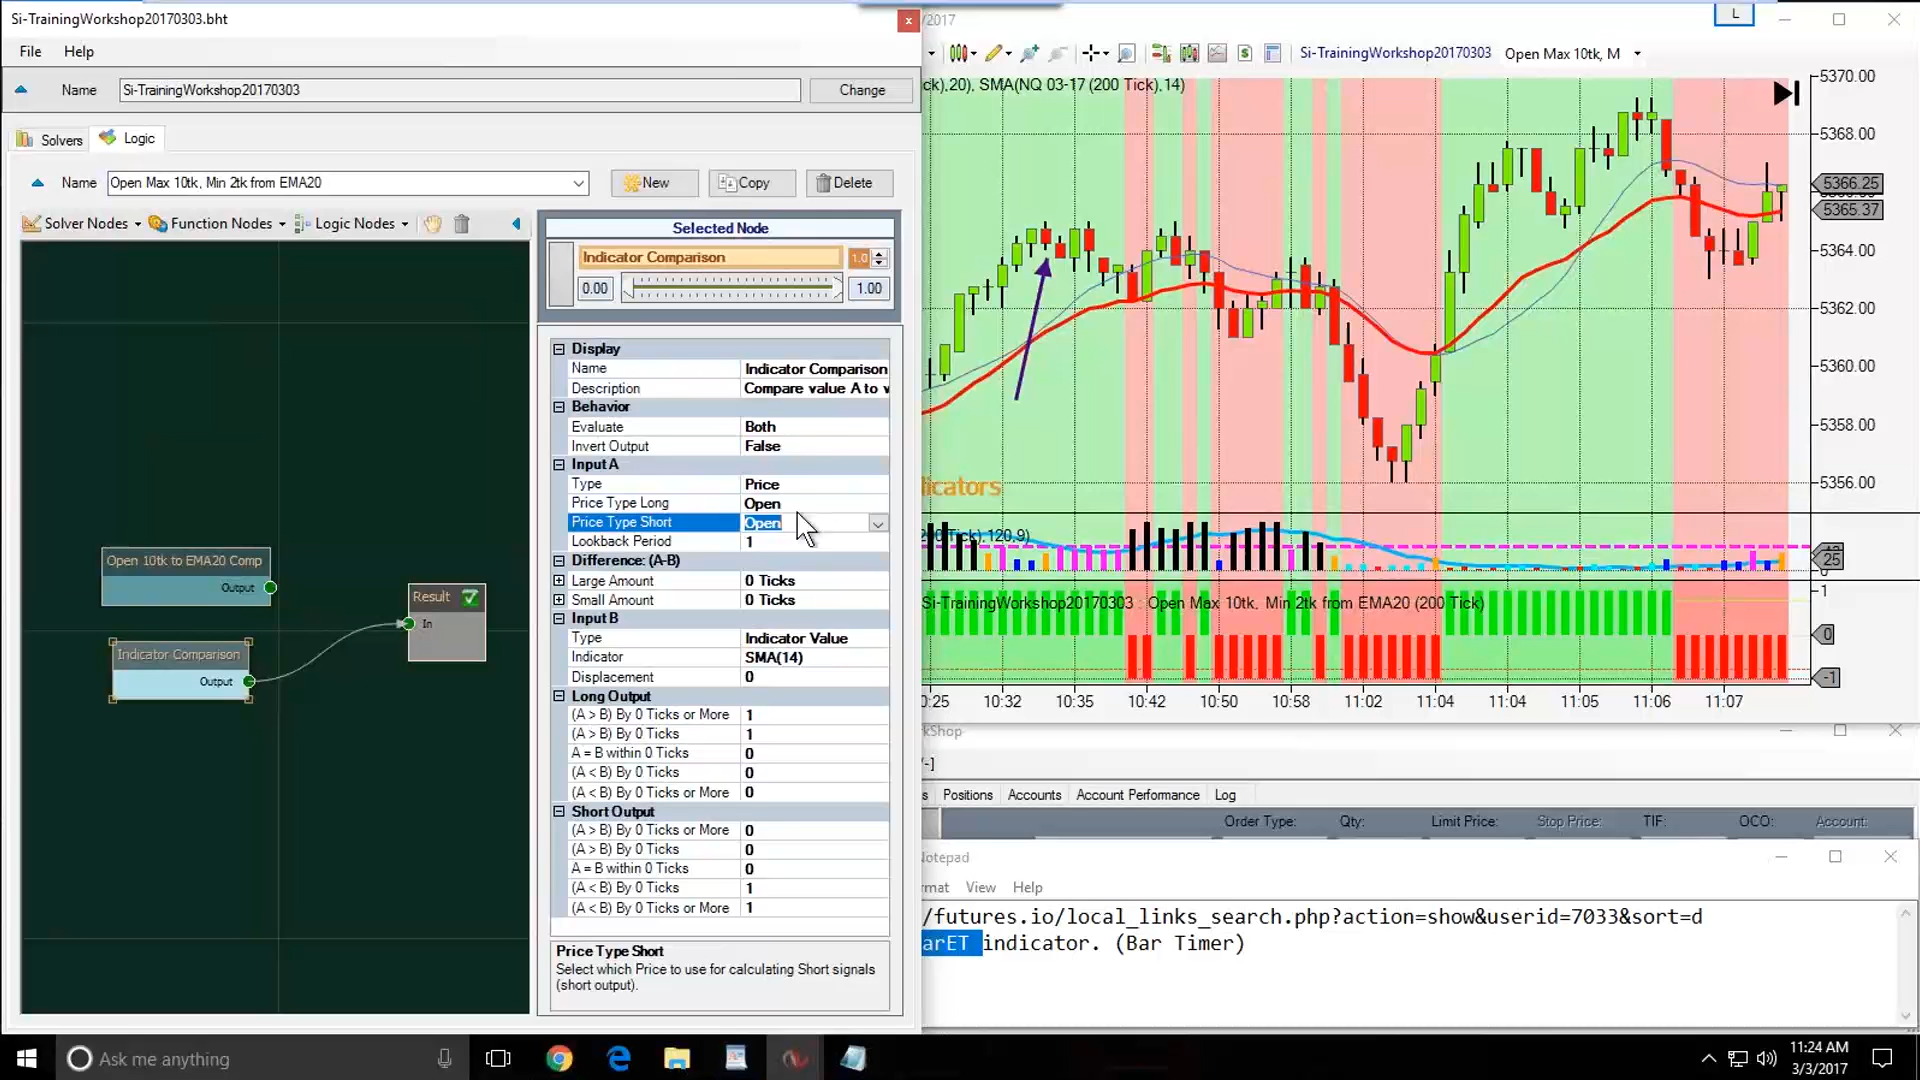 Si-TrainingWorkshop20170303.bht
x
File Help
Name Si-TrainingWorkshop20170303 Change
Solvers Logic
Name Open Max 10tk, Min 2tk from EMA20 New Copy Delete
Solver Nodes Function Nodes Logic Nodes
Open 10tk to EMA20 Comp
Output
Indicator Comparison
Output
Result
In
Selected Node
Indicator Comparison 1.0
0.00 1.00
Display
Name Indicator Comparison
Description Compare value A to v
Behavior
Evaluate Both
Invert Output False
Input A
Type Price
Price Type Long Open
Price Type Short Open
Lookback Period 1
Difference: (A-B)
Large Amount 0 Ticks
Small Amount 0 Ticks
Input B
Type Indicator Value
Indicator SMA(14)
Displacement 0
Long Output
(A > B) By 0 Ticks or More 1
(A > B) By 0 Ticks 1
A = B within 0 Ticks 0
(A < B) By 0 Ticks 0
(A < B) By 0 Ticks or More 0
Short Output
(A > B) By 0 Ticks or More 0
(A > B) By 0 Ticks 0
A = B within 0 Ticks 0
(A < B) By 0 Ticks 1
(A < B) By 0 Ticks or More 1
Price Type Short
Select which Price to use for calculating Short signals
(short output).
/2017
L
Si-TrainingWorkshop20170303 Open Max 10tk, M
ck),20), SMA(NQ 03-17 (200 Tick),14)
5370.00
5368.00
5366.25
5365.37
5364.00
5362.00
5360.00
5358.00
5356.00
icators
00 Tick),120,9)
25
Si-TrainingWorkshop20170303 : Open Max 10tk, Min 2tk from EMA20 (200 Tick)
1
0
-1
0:25 10:32 10:35 10:42 10:50 10:58 11:02 11:04 11:04 11:05 11:06 11:07
rkShop
/-]
s Positions Accounts Account Performance Log
Order Type: Qty: Limit Price: Stop Price: TIF: OCO: Account:
Notepad
rmat View Help
/futures.io/local_links_search.php?action=show&userid=7033&sort=d
arET indicator. (Bar Timer)
Ask me anything
11:24 AM
3/3/2017